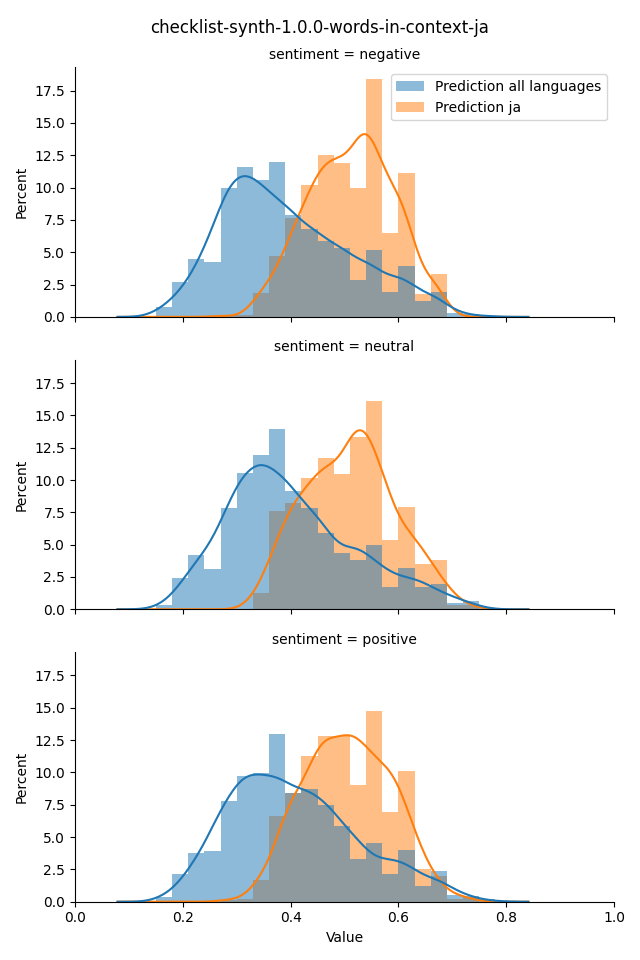 checklist-synth-1.0.0-words-in-context-ja
sentiment = negative
Prediction all languages
Prediction ja
Percent
17.5
15.0
12.5
10.0
7.5
5.0
2.5
0.0
sentiment = neutral
Percent
17.5
15.0
12.5
10.0
7.5
5.0
2.5
0.0
sentiment = positive
Percent
17.5
15.0
12.5
10.0
7.5
5.0
2.5
0.0
0.0 0.2 0.4 0.6 0.8 1.0
Value